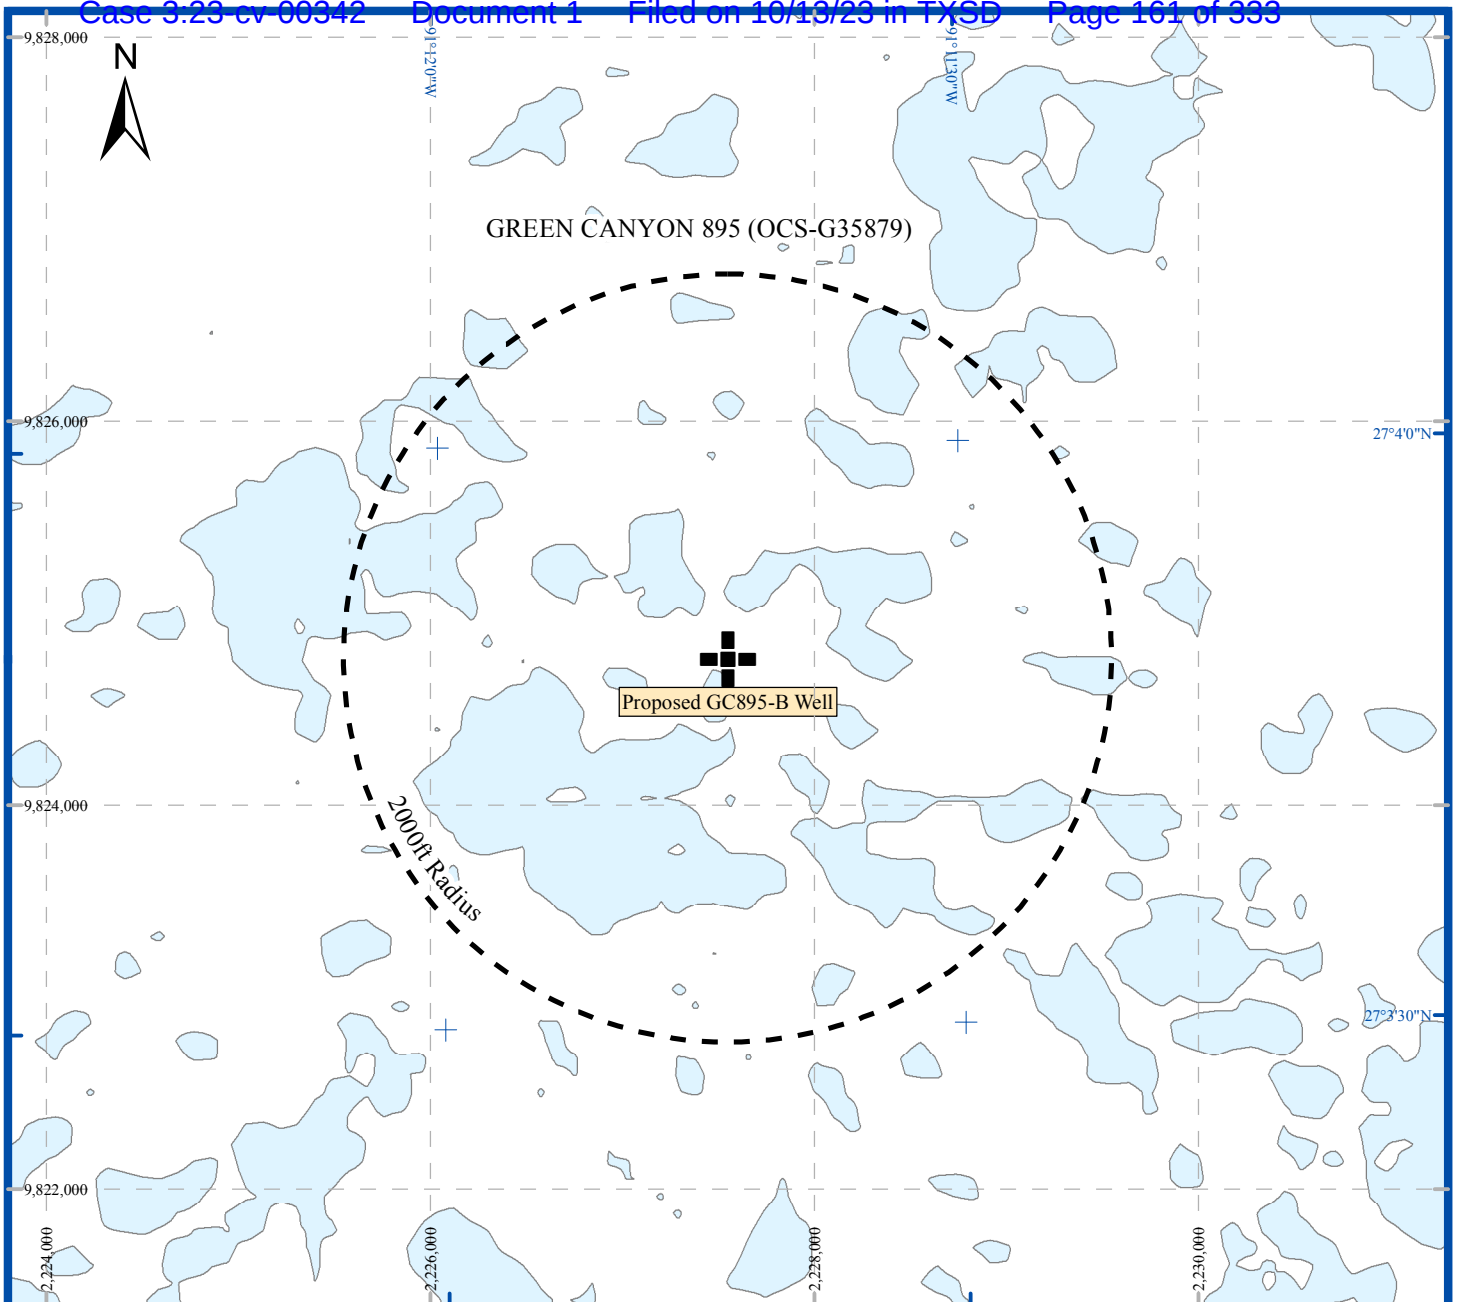 Case 3:23-cv-00342 Document 1 Filed on 10/13/23 in TXSD Page 161 of 333
9,828,000
N
91°12'0"W
91°11'30"W
GREEN CANYON 895 (OCS-G35879)
9,826,000
27°4'0"N
Proposed GC895-B Well
9,824,000
2000ft Radius
27°3'30"N
9,822,000
2,224,000
2,226,000
2,228,000
2,230,000